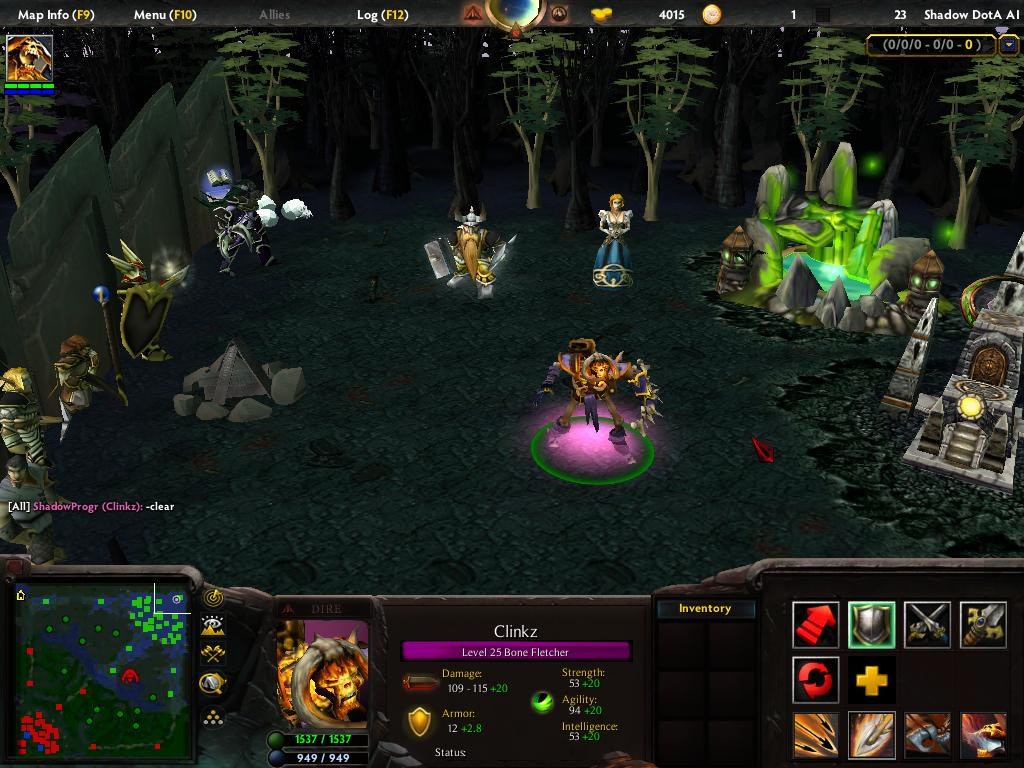 Map Info (F9) Menu (F10) Allies Log (F12) 4015 1 23 Shadow DotA AI
(0/0/0 - 0/0 - 0 )
[All] ShadowProgr (Clinkz): -clear
DIRE
Clinkz
Level 25 Bone Fletcher
Damage:
109 - 115 +20
Armor:
12 +2.8
Status:
Strength:
53 +20
Agility:
94 +20
Intelligence:
53 +20
1537 / 1537
949 / 949
Inventory